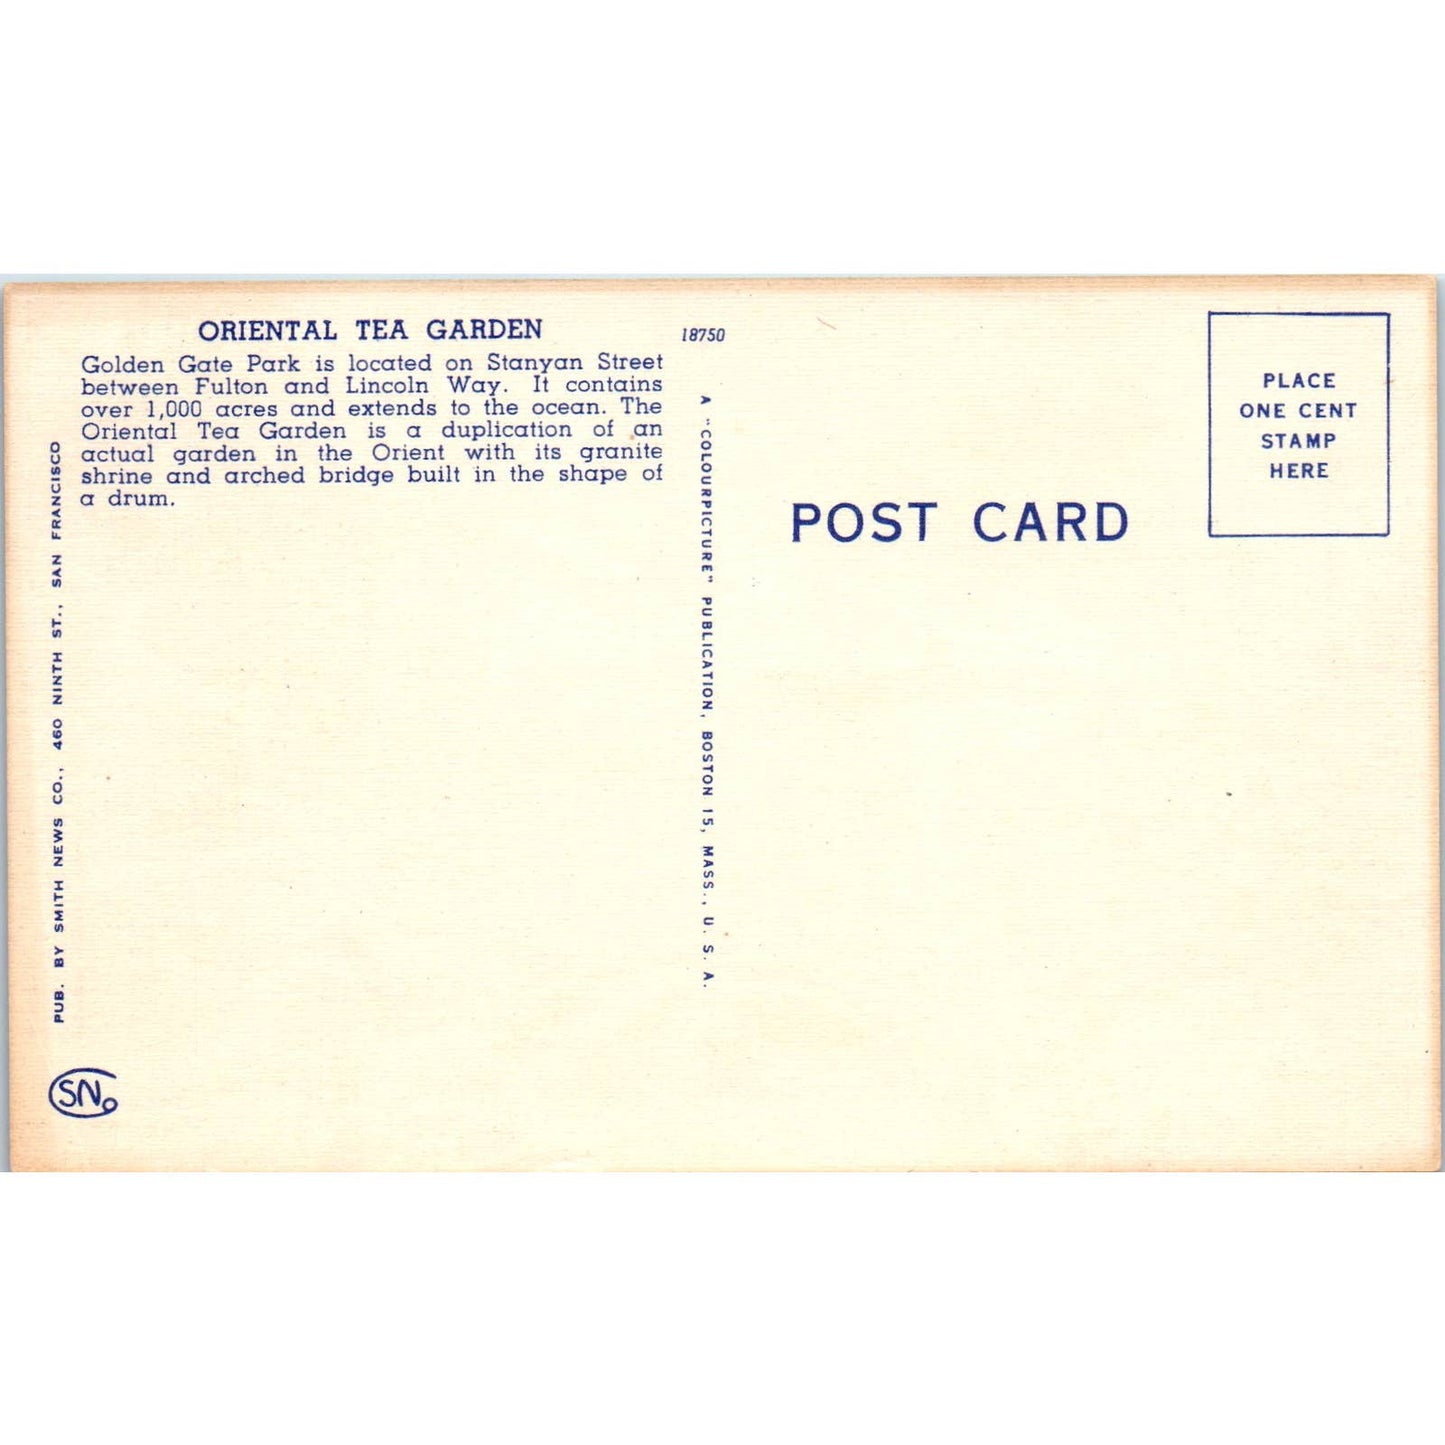 ORIENTAL TEA GARDEN
Golden Gate Park is located on Stanyan Street
between Fulton and Lincoln Way. It contains
over 1,000 acres and extends to the ocean. The
Oriental Tea Garden is a duplication of an
actual garden in the Orient with its granite
shrine and arched bridge built in the shape of
a drum.
PUB. BY SMITH NEWS CO., 460 NINTH ST., SAN FRANCISCO
SNo
18750
A "COLOURPICTURE" PUBLICATION, BOSTON 15, MASS., U. S. A.
POST CARD
PLACE
ONE CENT
STAMP
HERE